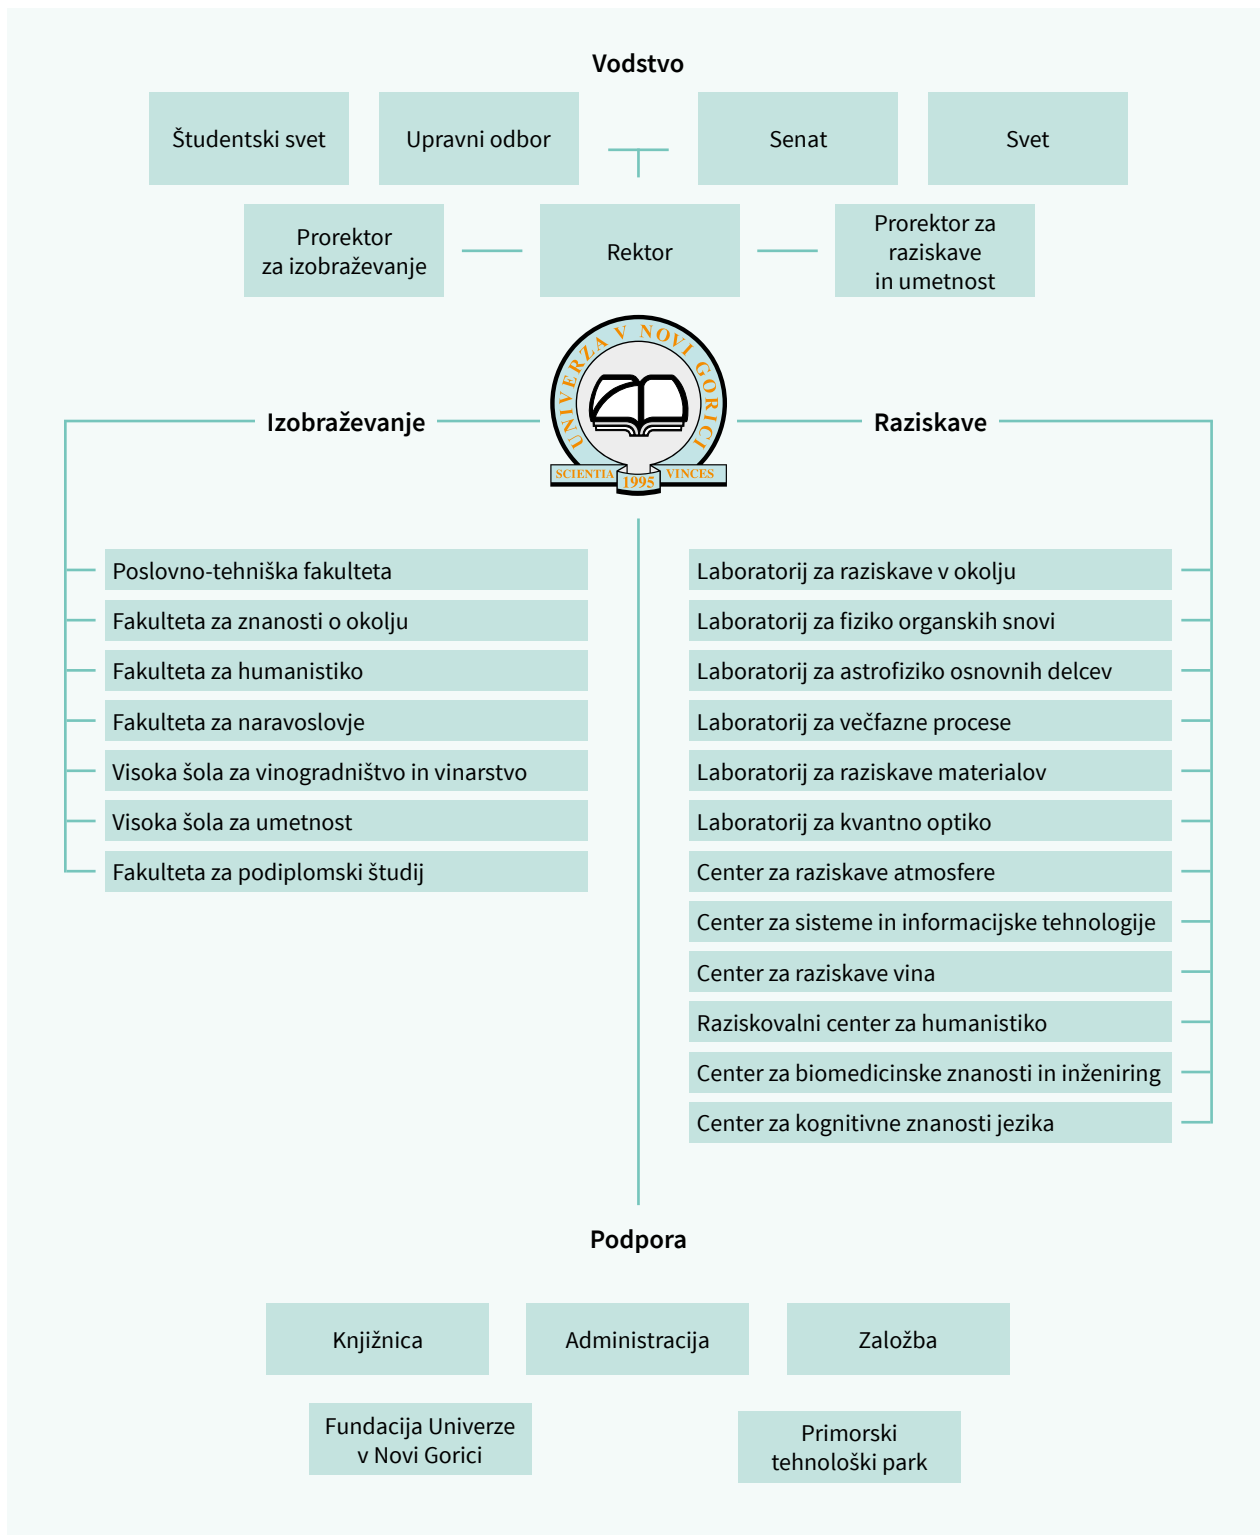 Vodstvo
Študentski svet
Upravni odbor
Senat
Svet
Prorektor
za izobraževanje
Rektor
Prorektor za
raziskave
in umetnost
UNIVERZA V NOVI GORICI
SCIENTIA
1995
VINCES
Izobraževanje
Raziskave
Poslovno-tehniška fakulteta
Fakulteta za znanosti o okolju
Fakulteta za humanistiko
Fakulteta za naravoslovje
Visoka šola za vinogradništvo in vinarstvo
Visoka šola za umetnost
Fakulteta za podiplomski študij
Laboratorij za raziskave v okolju
Laboratorij za fiziko organskih snovi
Laboratorij za astrofiziko osnovnih delcev
Laboratorij za večfazne procese
Laboratorij za raziskave materialov
Laboratorij za kvantno optiko
Center za raziskave atmosfere
Center za sisteme in informacijske tehnologije
Center za raziskave vina
Raziskovalni center za humanistiko
Center za biomedicinske znanosti in inženiring
Center za kognitivne znanosti jezika
Podpora
Knjižnica
Administracija
Založba
Fundacija Univerze
v Novi Gorici
Primorski
tehnološki park